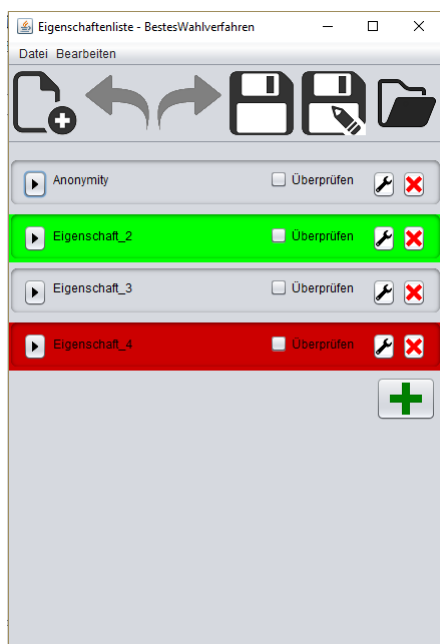 Eigenschaftenliste - BestesWahlverfahren
Datei Bearbeiten
Anonymity Überprüfen
Eigenschaft_2 Überprüfen
Eigenschaft_3 Überprüfen
Eigenschaft_4 Überprüfen